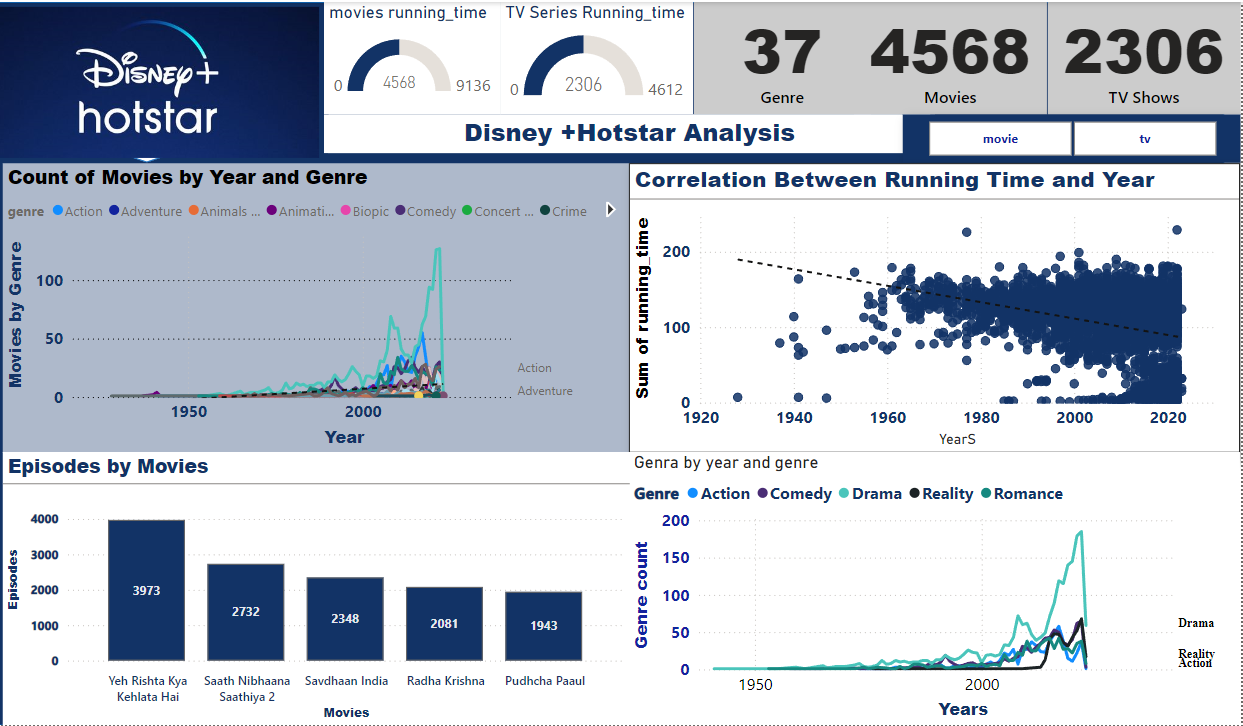 Disney+
hotstar
movies running_time
0
4568
9136
TV Series Running_time
0
2306
4612
37
Genre
4568
Movies
2306
TV Shows
Disney +Hotstar Analysis
movie
tv
Count of Movies by Year and Genre
genre Action Adventure Animals ... Animati... Biopic Comedy Concert ... Crime
Movies by Genre
100
50
0
1950
2000
Year
Action
Adventure
Correlation Between Running Time and Year
Sum of running_time
200
100
0
1920
1940
1960
1980
2000
2020
YearS
Episodes by Movies
Episodes
4000
3000
2000
1000
0
3973
2732
2348
2081
1943
Yeh Rishta Kya
Kehlata Hai
Saath Nibhaana
Saathiya 2
Savdhaan India
Radha Krishna
Pudhcha Paaul
Movies
Genra by year and genre
Genre Action Comedy Drama Reality Romance
Genre count
200
150
100
50
0
1950
2000
Years
Drama
Reality
Action